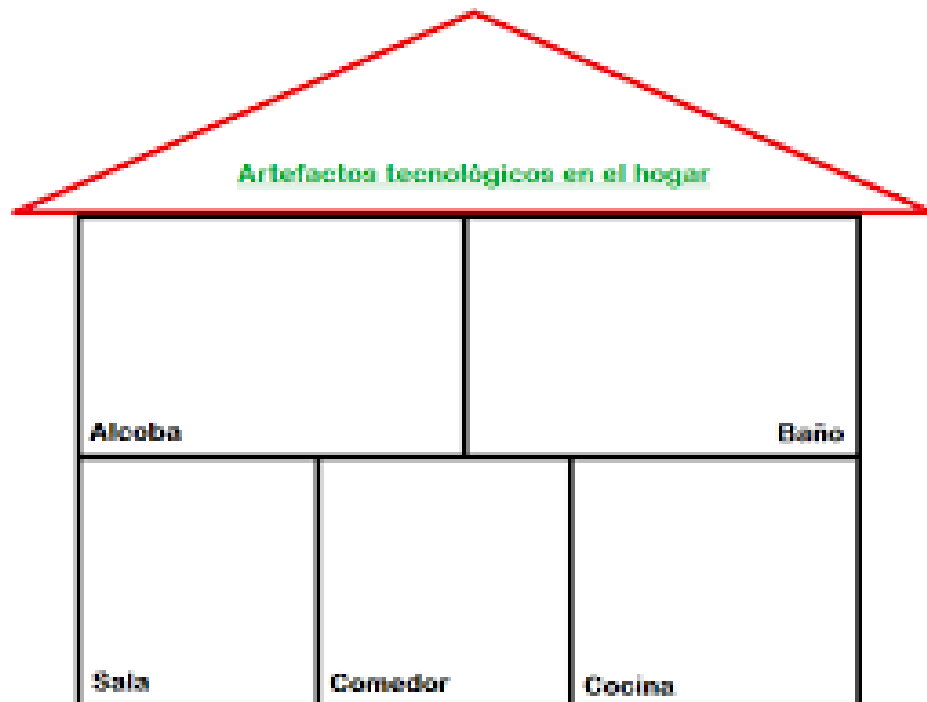 Artefactos tecnológicos en el hogar
Alcoba
Baño
Sala
Comedor
Cocina